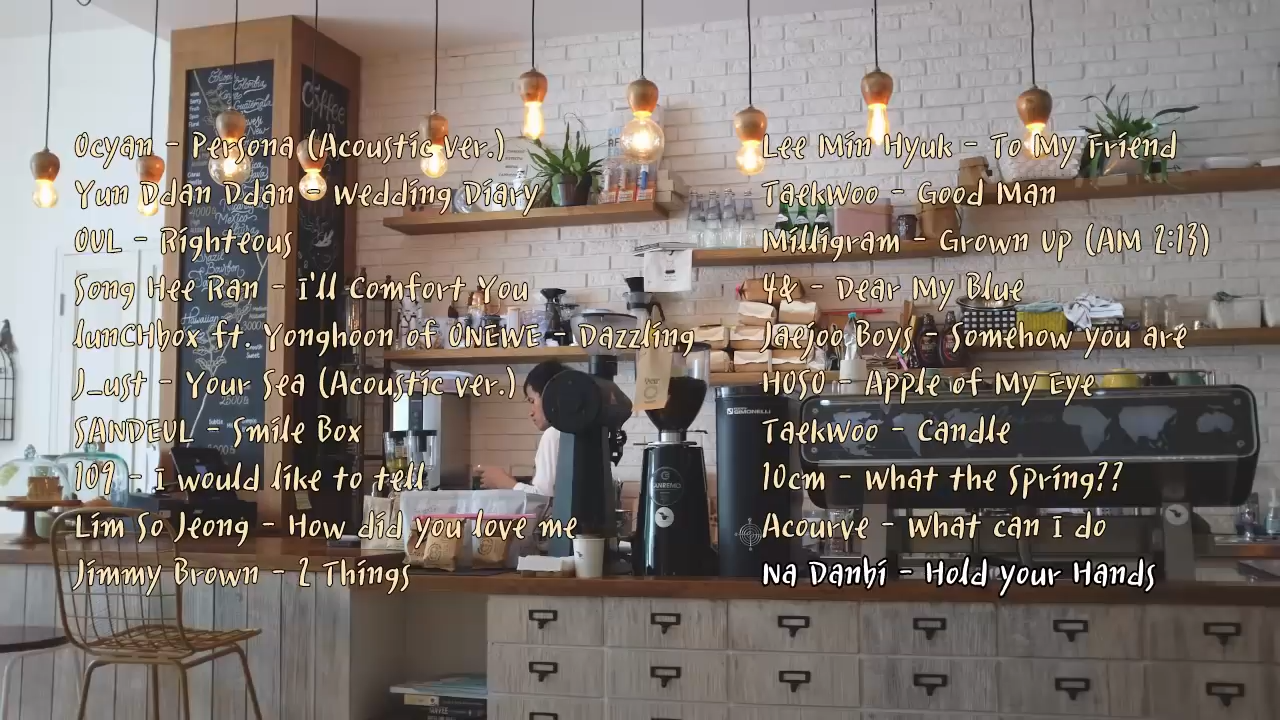 Ocyan - Persona (Acoustic ver.)
Yun Ddan Ddan - Wedding Diary
OUL - Righteous
Song Hee Ran - I'll Comfort You
lunCHbox ft. Yonghoon of ONEWE - Dazzling
J_ust - Your Sea (Acoustic ver.)
SANDEUL - Smile Box
109 - I would like to tell
Lim So Jeong - How did you love me
Jimmy Brown - 2 Things
Lee Min Hyuk - To My Friend
TaekWoo - Good Man
Milligram - Grown Up (AM 2:13)
4& - Dear My Blue
Jaejoo Boys - Somehow you are
HOSO - Apple of My Eye
TaekWoo - Candle
10cm - What the Spring??
Acourve - What can I do
Na Danbi - Hold your Hands
Coffee
SIMONELLI